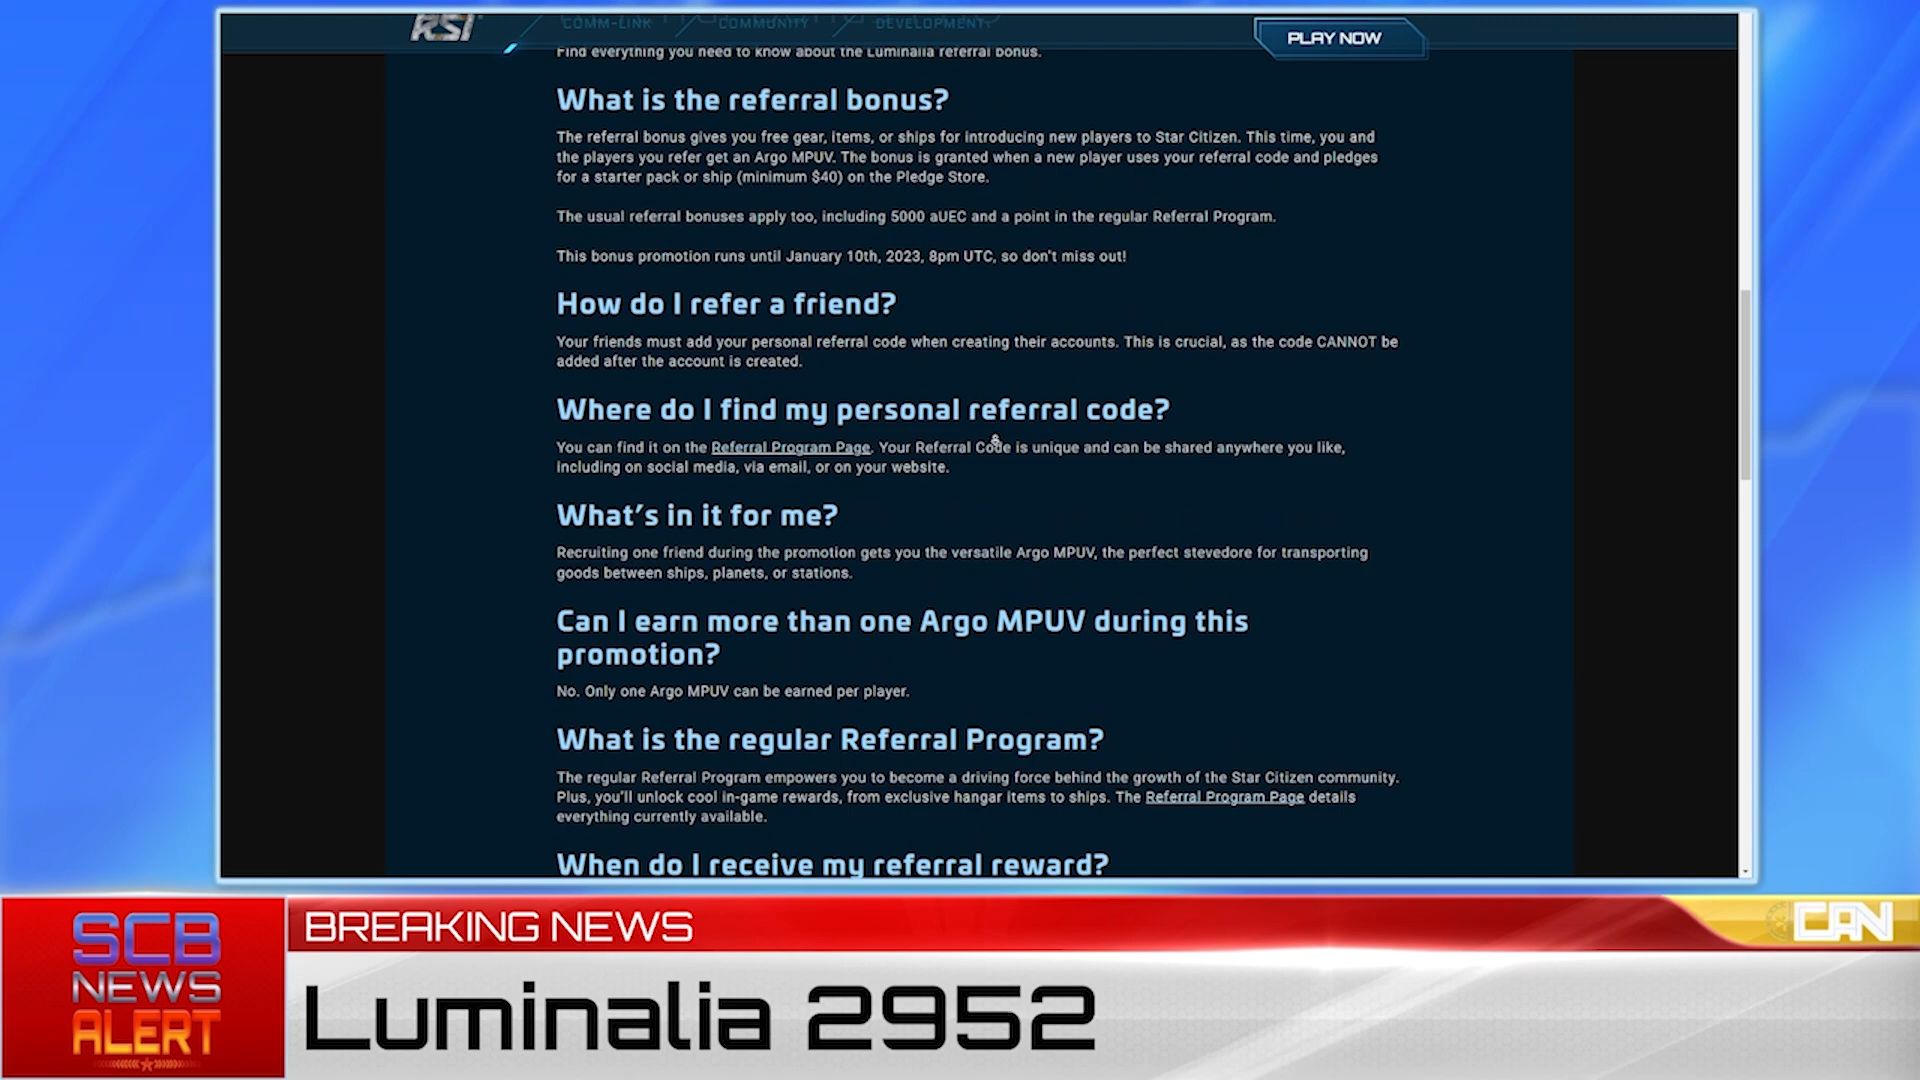 RSI
COMM-LINK COMMUNITY DEVELOPMENT
PLAY NOW
Find everything you need to know about the Luminalia referral bonus.
What is the referral bonus?
The referral bonus gives you free gear, items, or ships for introducing new players to Star Citizen. This time, you and
the players you refer get an Argo MPUV. The bonus is granted when a new player uses your referral code and pledges
for a starter pack or ship (minimum $40) on the Pledge Store.
The usual referral bonuses apply too, including 5000 aUEC and a point in the regular Referral Program.
This bonus promotion runs until January 10th, 2023, 8pm UTC, so don't miss out!
How do I refer a friend?
Your friends must add your personal referral code when creating their accounts. This is crucial, as the code CANNOT be
added after the account is created.
Where do I find my personal referral code?
You can find it on the Referral Program Page. Your Referral Code is unique and can be shared anywhere you like,
including on social media, via email, or on your website.
What's in it for me?
Recruiting one friend during the promotion gets you the versatile Argo MPUV, the perfect stevedore for transporting
goods between ships, planets, or stations.
Can I earn more than one Argo MPUV during this
promotion?
No. Only one Argo MPUV can be earned per player.
What is the regular Referral Program?
The regular Referral Program empowers you to become a driving force behind the growth of the Star Citizen community.
Plus, you'll unlock cool in-game rewards, from exclusive hangar items to ships. The Referral Program Page details
everything currently available.
When do I receive my referral reward?
SCB
NEWS
ALERT
BREAKING NEWS
CAN
Luminalia 2952